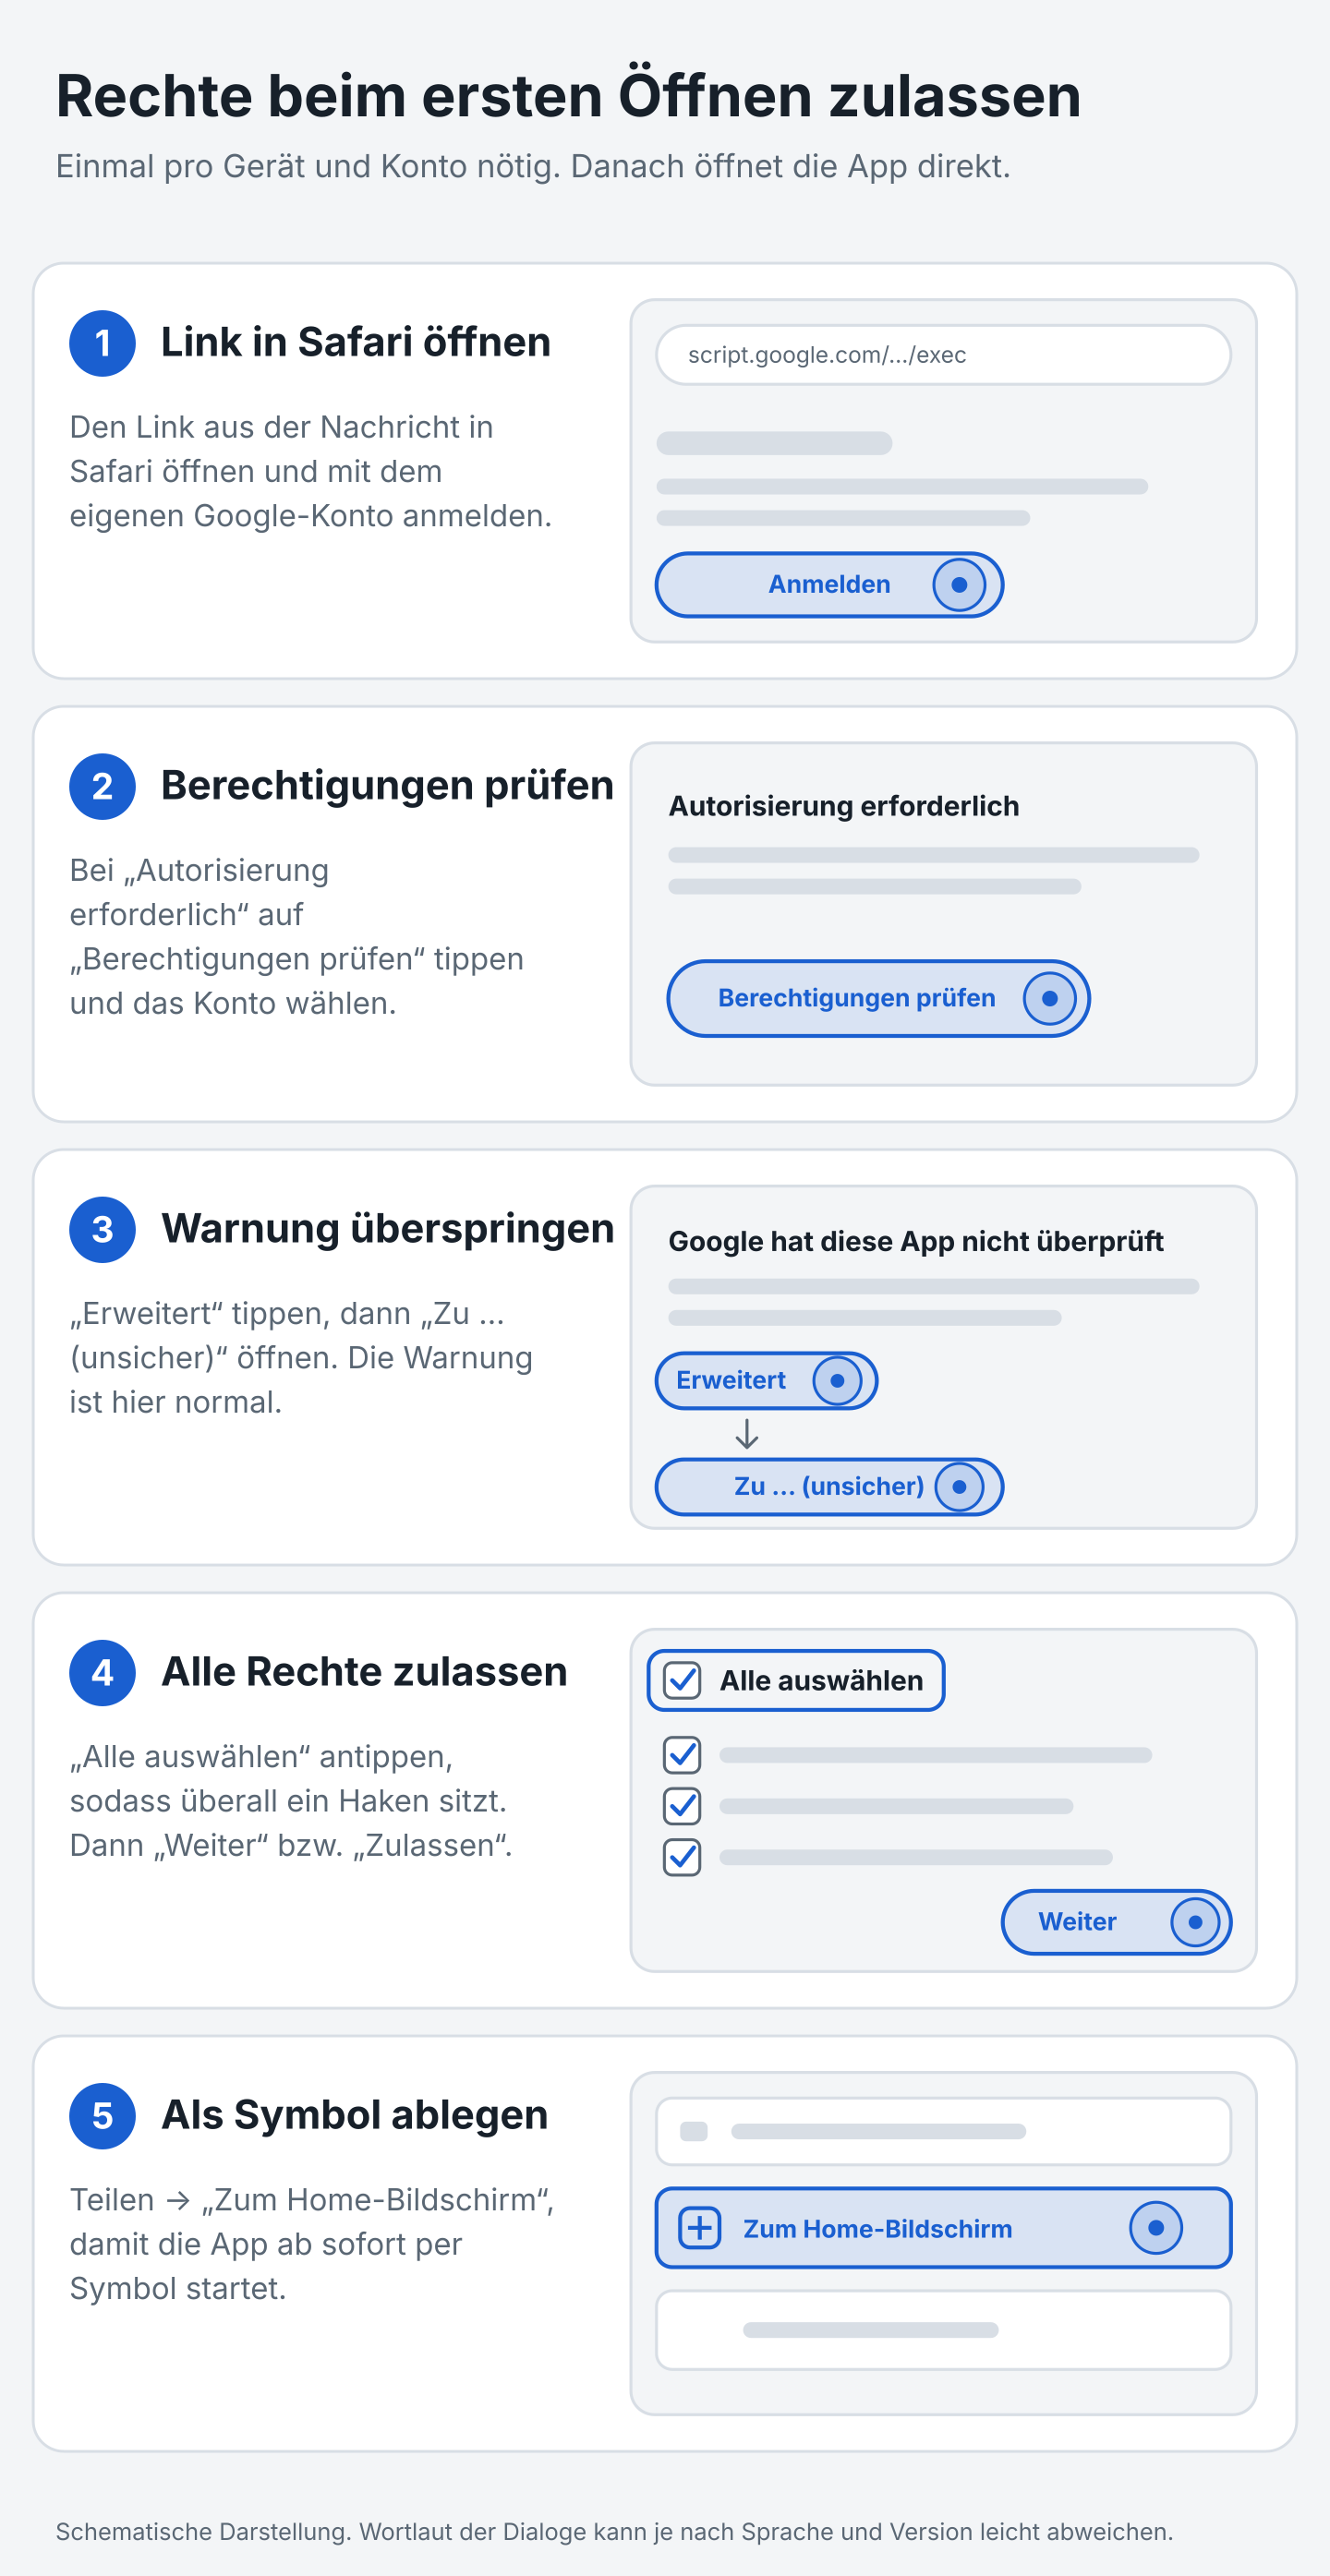 Rechte beim ersten Öffnen zulassen
Einmal pro Gerät und Konto nötig. Danach öffnet die App direkt.
1 Link in Safari öffnen
Den Link aus der Nachricht in
Safari öffnen und mit dem
eigenen Google-Konto anmelden.
script.google.com/.../exec
Anmelden
2 Berechtigungen prüfen
Bei „Autorisierung
erforderlich“ auf
„Berechtigungen prüfen“ tippen
und das Konto wählen.
Autorisierung erforderlich
Berechtigungen prüfen
3 Warnung überspringen
„Erweitert“ tippen, dann „Zu ...
(unsicher)“ öffnen. Die Warnung
ist hier normal.
Google hat diese App nicht überprüft
Erweitert
↓
Zu ... (unsicher)
4 Alle Rechte zulassen
„Alle auswählen“ antippen,
sodass überall ein Haken sitzt.
Dann „Weiter“ bzw. „Zulassen“.
Alle auswählen
Weiter
5 Als Symbol ablegen
Teilen → „Zum Home-Bildschirm“,
damit die App ab sofort per
Symbol startet.
Zum Home-Bildschirm
Schematische Darstellung. Wortlaut der Dialoge kann je nach Sprache und Version leicht abweichen.